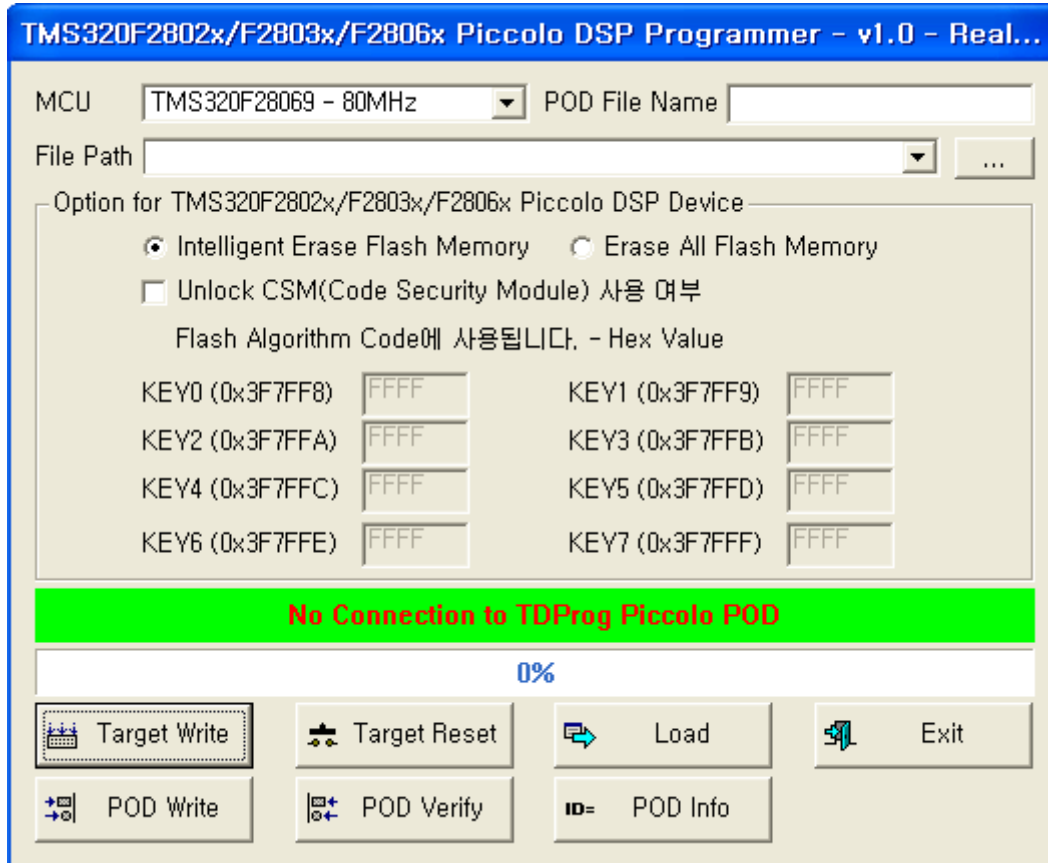 TMS320F2802x/F2803x/F2806x Piccolo DSP Programmer - v1.0 - Real...
MCU TMS320F28069 - 80MHz POD File Name
File Path ...
Option for TMS320F2802x/F2803x/F2806x Piccolo DSP Device
Intelligent Erase Flash Memory Erase All Flash Memory
Unlock CSM(Code Security Module) 사용 여부
Flash Algorithm Code에 사용됩니다. - Hex Value
KEY0 (0x3F7FF8) FFFF KEY1 (0x3F7FF9) FFFF
KEY2 (0x3F7FFA) FFFF KEY3 (0x3F7FFB) FFFF
KEY4 (0x3F7FFC) FFFF KEY5 (0x3F7FFD) FFFF
KEY6 (0x3F7FFE) FFFF KEY7 (0x3F7FFF) FFFF
No Connection to TDProg Piccolo POD
0%
Target Write Target Reset Load Exit
POD Write POD Verify ID= POD Info